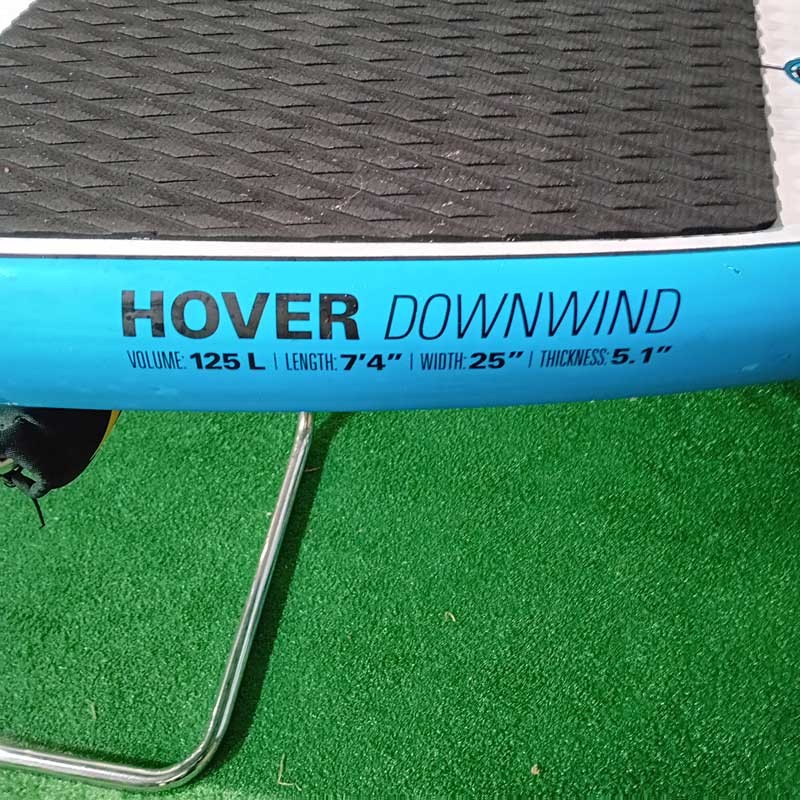 HOVER DOWNWIND
VOLUME: 125 L | LENGTH: 7'4" | WIDTH: 25" | THICKNESS: 5.1"